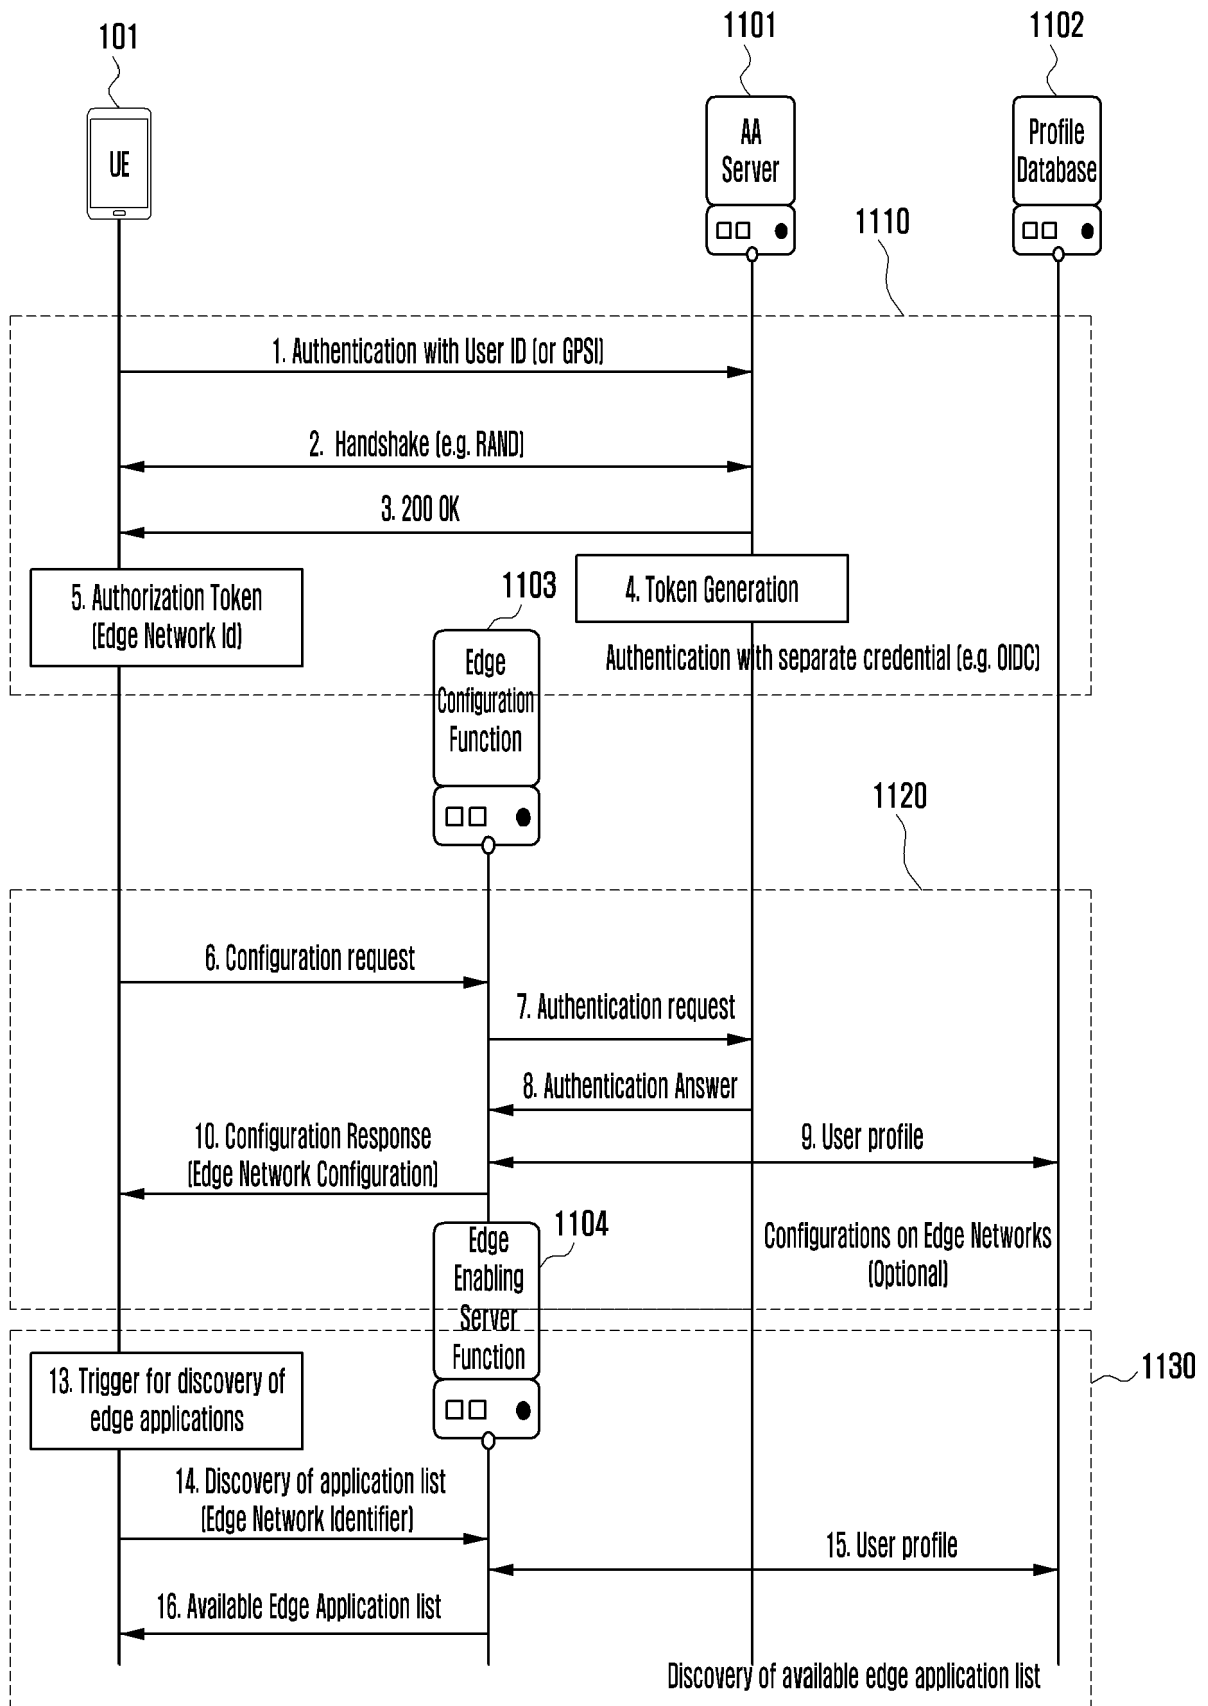 101
1101
1102
UE
AA
Server
Profile
Database
1110
1. Authentication with User ID (or GPSI)
2. Handshake (e.g. RAND)
3. 200 OK
5. Authorization Token
(Edge Network Id)
4. Token Generation
1103
Edge
Configuration
Function
Authentication with separate credential (e.g. OIDC)
1120
6. Configuration request
7. Authentication request
8. Authentication Answer
10. Configuration Response
(Edge Network Configuration)
9. User profile
1104
Edge
Enabling
Server
Function
Configurations on Edge Networks
(Optional)
1130
13. Trigger for discovery of
edge applications
14. Discovery of application list
(Edge Network Identifier)
15. User profile
16. Available Edge Application list
Discovery of available edge application list